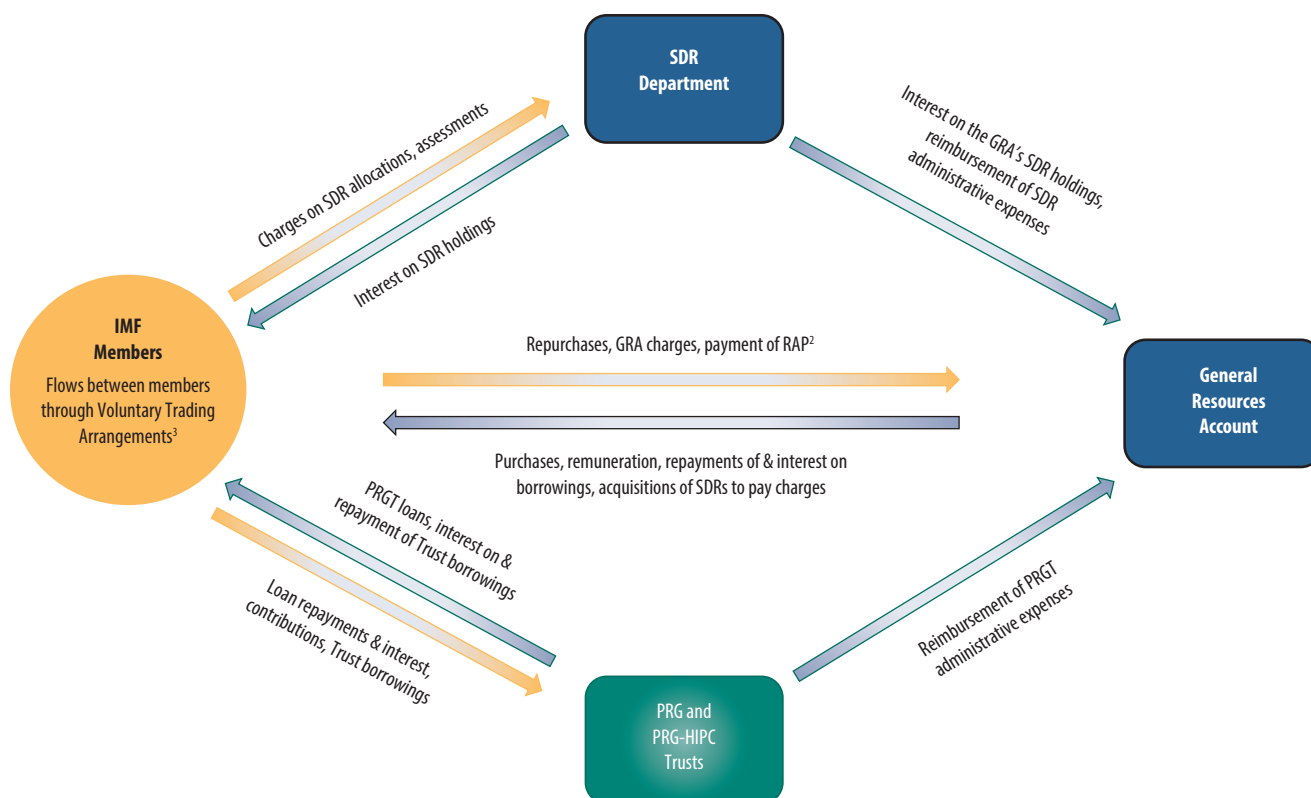 SDR
Department
Charges on SDR allocations, assessments
Interest on SDR holdings
Interest on the GRA's SDR holdings,
reimbursement of SDR
administrative expenses
IMF
Members
Flows between members
through Voluntary Trading
Arrangements³
Repurchases, GRA charges, payment of RAP²
Purchases, remuneration, repayments of & interest on
borrowings, acquisitions of SDRs to pay charges
General
Resources
Account
PRGT loans, interest on &
repayment of Trust borrowings
Loan repayments & interest,
contributions, Trust borrowings
Reimbursement of PRGT
administrative expenses
PRG and
PRG-HIPC
Trusts